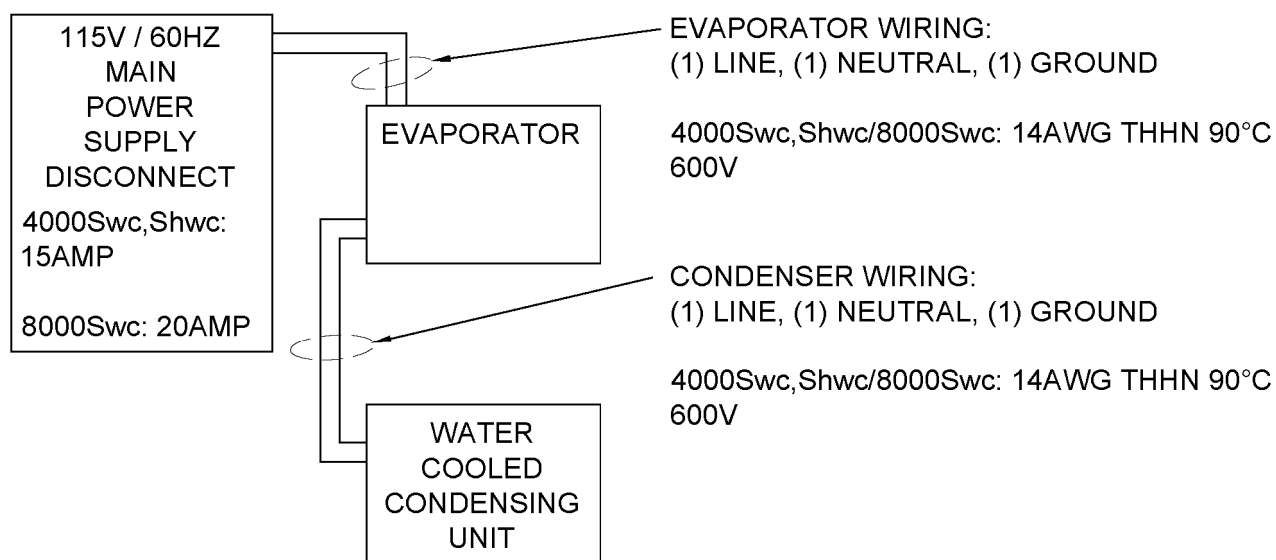 115V / 60HZ
MAIN
POWER
SUPPLY
DISCONNECT
4000Swc,Shwc:
15AMP
8000Swc: 20AMP
EVAPORATOR
EVAPORATOR WIRING:
(1) LINE, (1) NEUTRAL, (1) GROUND
4000Swc,Shwc/8000Swc: 14AWG THHN 90°C
600V
CONDENSER WIRING:
(1) LINE, (1) NEUTRAL, (1) GROUND
4000Swc,Shwc/8000Swc: 14AWG THHN 90°C
600V
WATER
COOLED
CONDENSING
UNIT